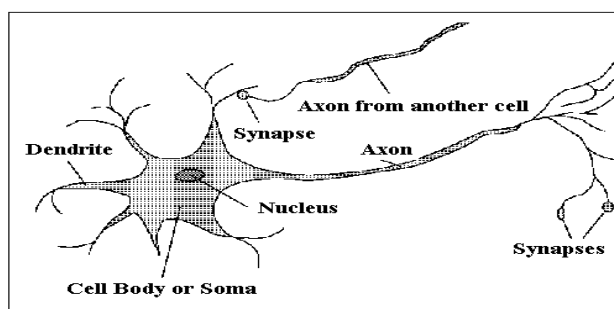 Axon from another cell
Synapse
Dendrite
Axon
Nucleus
Synapses
Cell Body or Soma